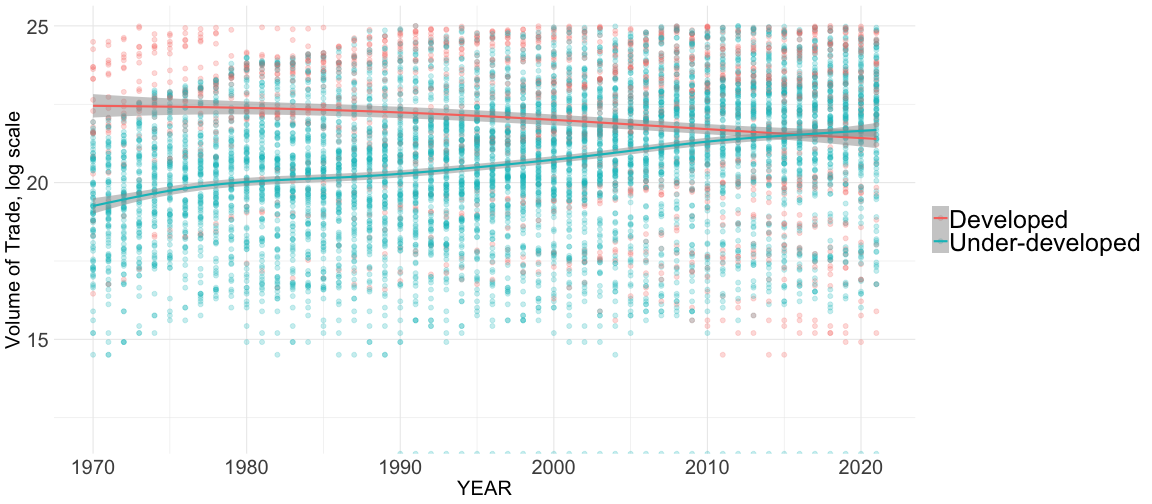 25
20
15
Volume of Trade, log scale
1970 1980 1990 2000 2010 2020
YEAR
Developed
Under-developed